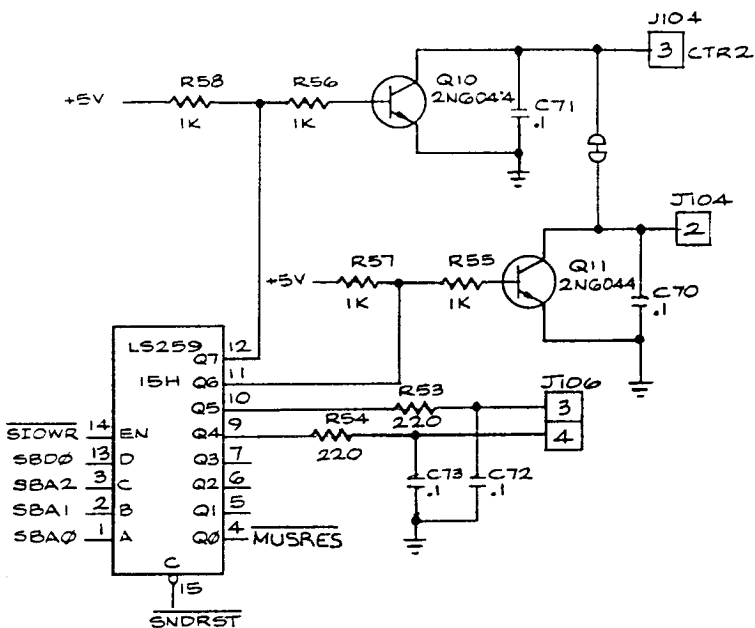 J104
3 CTR2
R58
R56
Q10
2N6044
+5V
1K
1K
C71
.1
J104
2
R57
R55
Q11
2N6044
+5V
1K
1K
C70
.1
LS259
15H
Q7 12
Q6 11
Q5 10
Q4 9
Q3 7
Q2 6
Q1 5
Q0 4 MUSRES
SIOWR 14 EN
SBDØ 13 D
SBA2 3 C
SBA1 2 B
SBAØ 1 A
C
15
SNDRST
R53
220
R54
220
J106
3
4
C73
.1
C72
.1